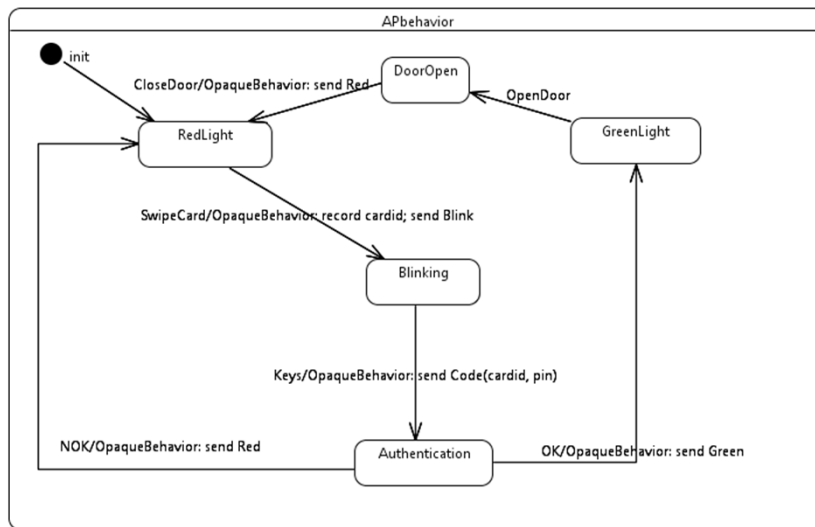 APbehavior
init
DoorOpen
CloseDoor/OpaqueBehavior: send Red
OpenDoor
GreenLight
RedLight
SwipeCard/OpaqueBehavior: record cardid; send Blink
Blinking
Keys/OpaqueBehavior: send Code(cardid, pin)
NOK/OpaqueBehavior: send Red
Authentication
OK/OpaqueBehavior: send Green